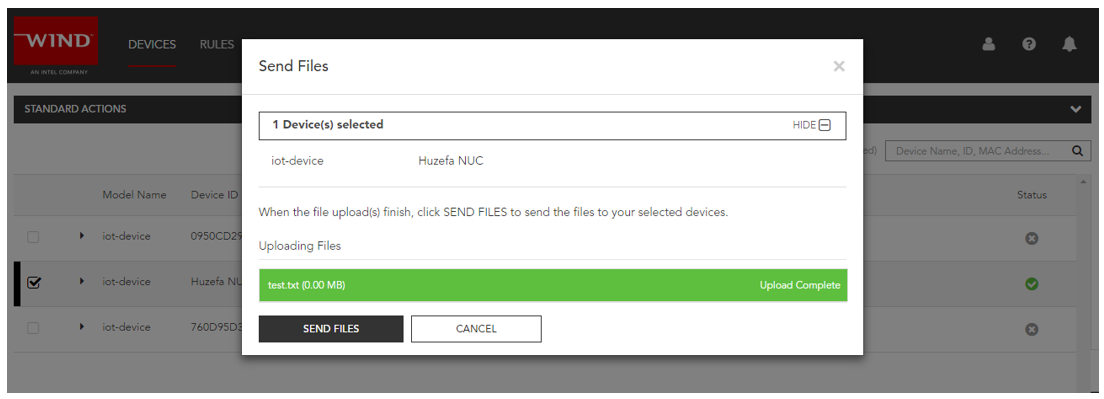 WIND
AN INTEL COMPANY
DEVICES
RULES
STANDARD ACTIONS
Device Name, ID, MAC Address...
Model Name
Device ID
Status
iot-device
0950CD29
iot-device
Huzefa NU
iot-device
760D95D3
Send Files
1 Device(s) selected
HIDE
iot-device
Huzefa NUC
When the file upload(s) finish, click SEND FILES to send the files to your selected devices.
Uploading Files
test.txt (0.00 MB)
Upload Complete
SEND FILES
CANCEL